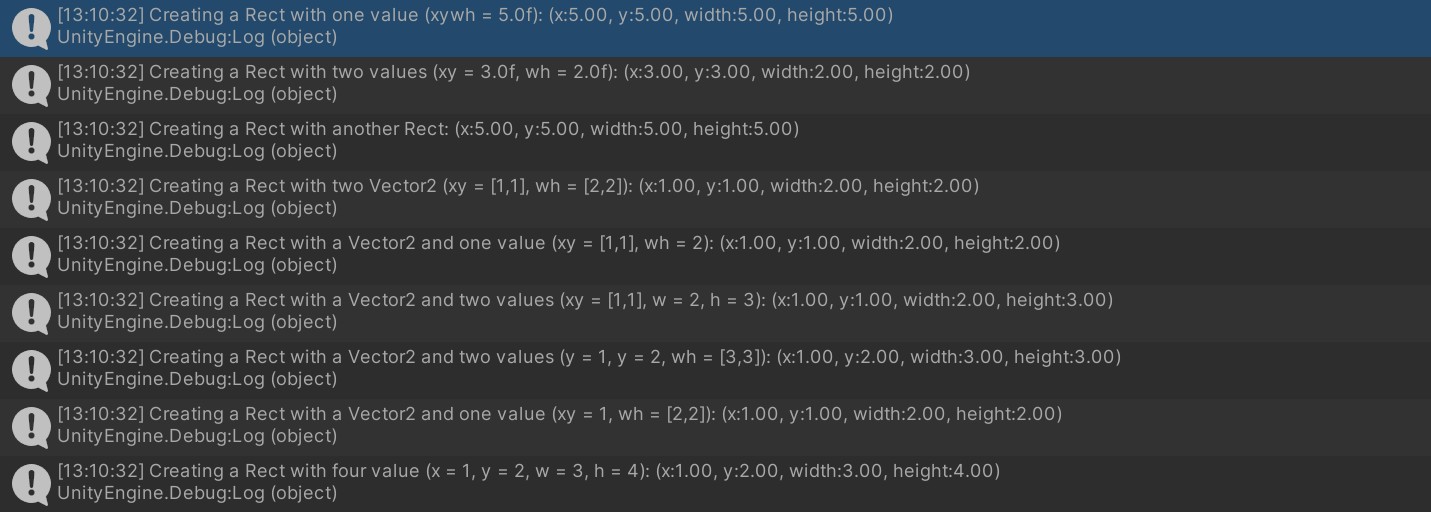 [13:10:32] Creating a Rect with one value (xywh = 5.0f): (x:5.00, y:5.00, width:5.00, height:5.00)
UnityEngine.Debug:Log (object)
[13:10:32] Creating a Rect with two values (xy = 3.0f, wh = 2.0f): (x:3.00, y:3.00, width:2.00, height:2.00)
UnityEngine.Debug:Log (object)
[13:10:32] Creating a Rect with another Rect: (x:5.00, y:5.00, width:5.00, height:5.00)
UnityEngine.Debug:Log (object)
[13:10:32] Creating a Rect with two Vector2 (xy = [1,1], wh = [2,2]): (x:1.00, y:1.00, width:2.00, height:2.00)
UnityEngine.Debug:Log (object)
[13:10:32] Creating a Rect with a Vector2 and one value (xy = [1,1], wh = 2): (x:1.00, y:1.00, width:2.00, height:2.00)
UnityEngine.Debug:Log (object)
[13:10:32] Creating a Rect with a Vector2 and two values (xy = [1,1], w = 2, h = 3): (x:1.00, y:1.00, width:2.00, height:3.00)
UnityEngine.Debug:Log (object)
[13:10:32] Creating a Rect with a Vector2 and two values (y = 1, y = 2, wh = [3,3]): (x:1.00, y:2.00, width:3.00, height:3.00)
UnityEngine.Debug:Log (object)
[13:10:32] Creating a Rect with a Vector2 and one value (xy = 1, wh = [2,2]): (x:1.00, y:1.00, width:2.00, height:2.00)
UnityEngine.Debug:Log (object)
[13:10:32] Creating a Rect with four value (x = 1, y = 2, w = 3, h = 4): (x:1.00, y:2.00, width:3.00, height:4.00)
UnityEngine.Debug:Log (object)